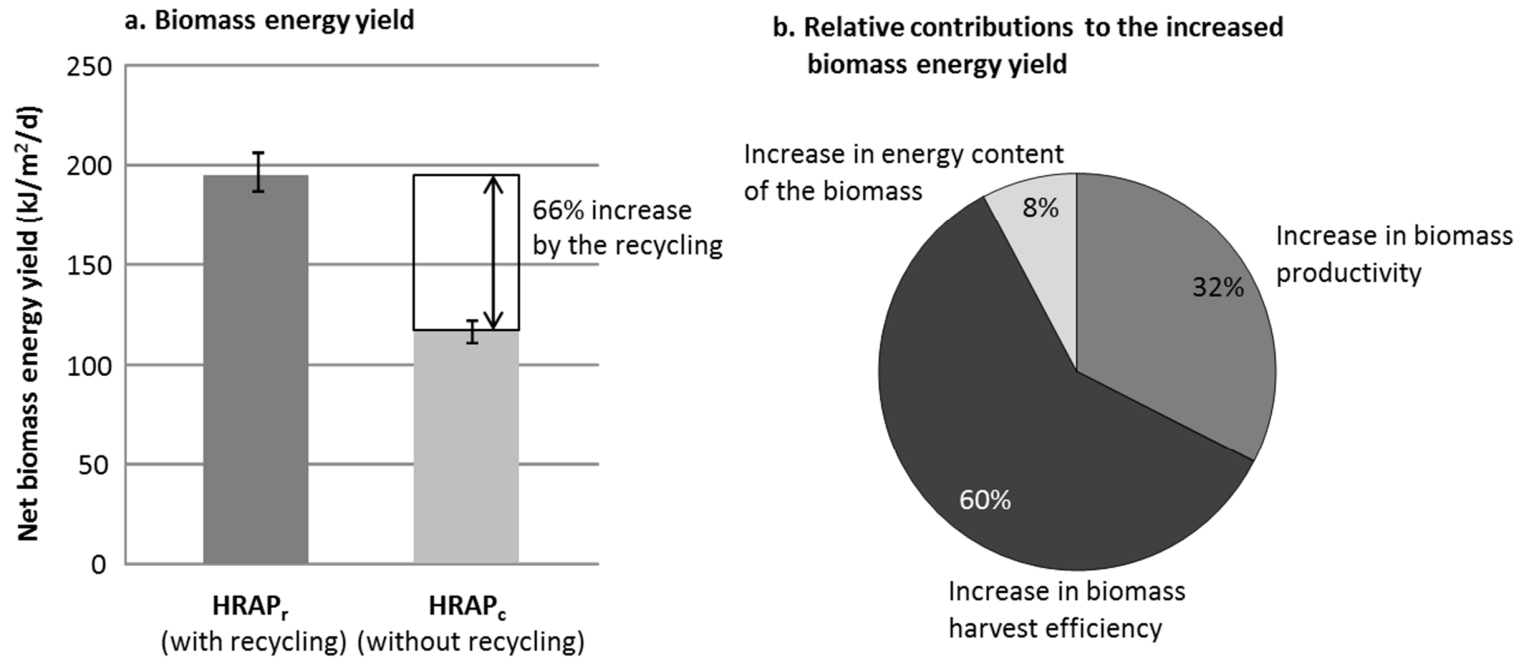 a. Biomass energy yield
Net biomass energy yield (kJ/m²/d)
250
200
150
100
50
0
66% increase
by the recycling
HRAPr
(with recycling)
HRAPc
(without recycling)
b. Relative contributions to the increased
biomass energy yield
Increase in energy content
of the biomass
8%
Increase in biomass
productivity
32%
60%
Increase in biomass
harvest efficiency